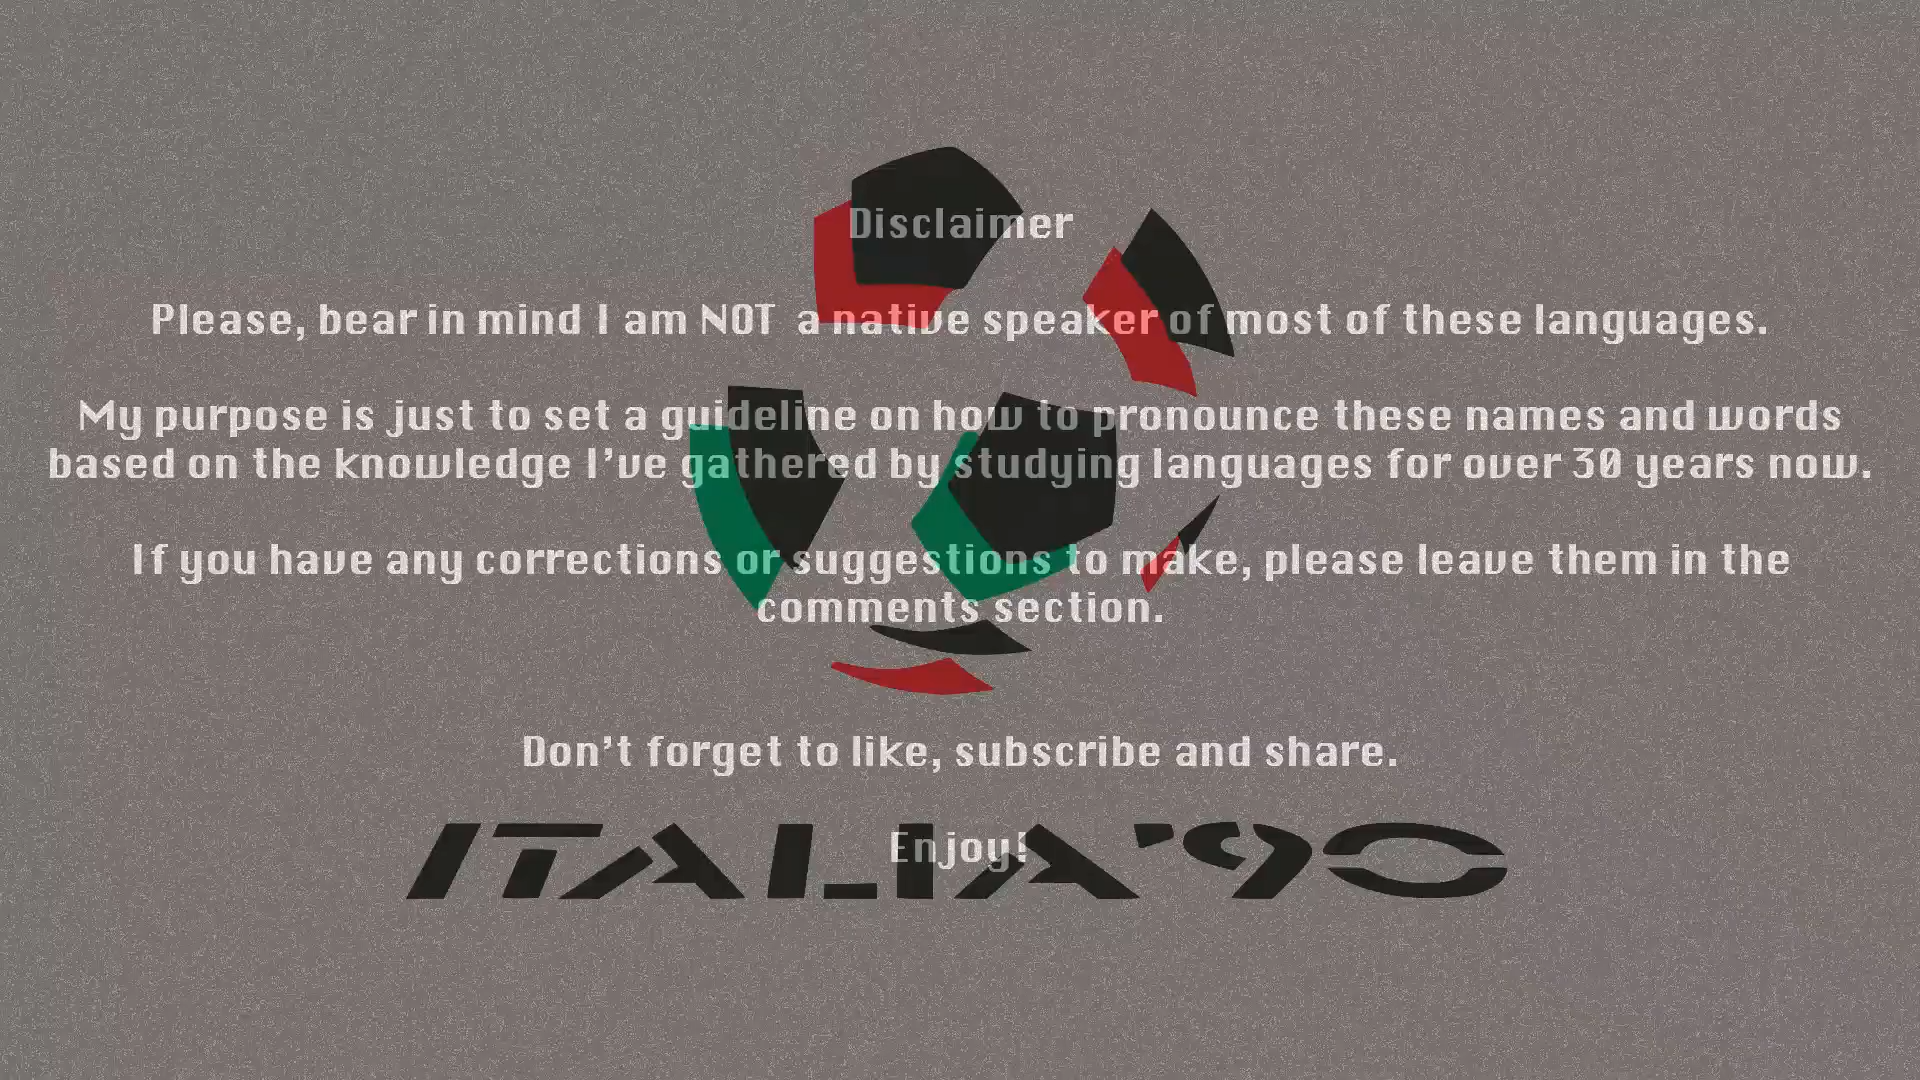 Disclaimer
Please, bear in mind I am NOT a native speaker of most of these languages.
My purpose is just to set a guideline on how to pronounce these names and words
based on the knowledge I've gathered by studying languages for over 30 years now.
If you have any corrections or suggestions to make, please leave them in the
comments section.
Don't forget to like, subscribe and share.
Enjoy!
ITALIA'90